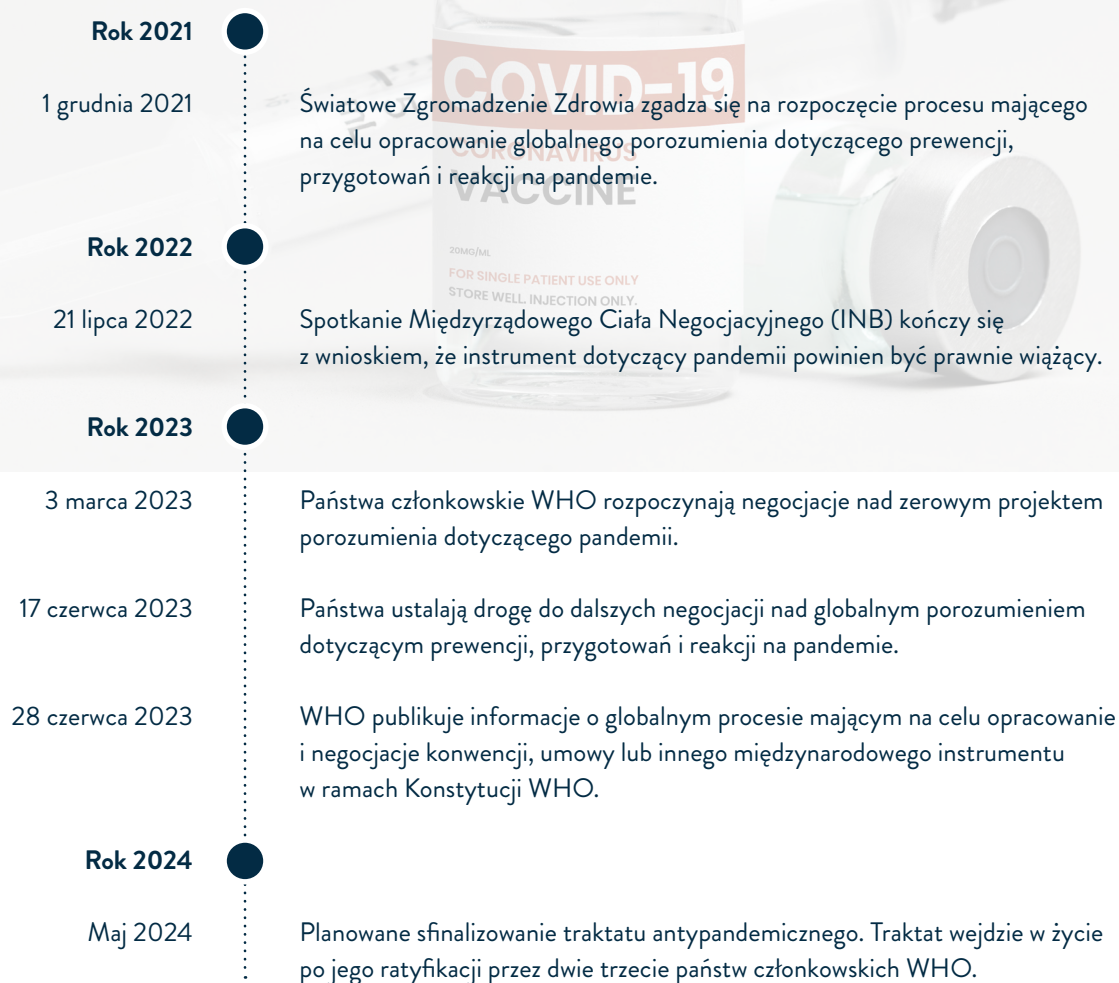 Rok 2021
1 grudnia 2021
Światowe Zgromadzenie Zdrowia zgadza się na rozpoczęcie procesu mającego
na celu opracowanie globalnego porozumienia dotyczącego prewencji,
przygotowań i reakcji na pandemie.
COVID-19
CORONAVIRUS
VACCINE
20MG/ML
FOR SINGLE PATIENT USE ONLY
STORE WELL. INJECTION ONLY.
Rok 2022
21 lipca 2022
Spotkanie Międzyrządowego Ciała Negocjacyjnego (INB) kończy się
z wnioskiem, że instrument dotyczący pandemii powinien być prawnie wiążący.
Rok 2023
3 marca 2023
Państwa członkowskie WHO rozpoczynają negocjacje nad zerowym projektem
porozumienia dotyczącego pandemii.
17 czerwca 2023
Państwa ustalają drogę do dalszych negocjacji nad globalnym porozumieniem
dotyczącym prewencji, przygotowań i reakcji na pandemie.
28 czerwca 2023
WHO publikuje informacje o globalnym procesie mającym na celu opracowanie
i negocjacje konwencji, umowy lub innego międzynarodowego instrumentu
w ramach Konstytucji WHO.
Rok 2024
Maj 2024
Planowane sfinalizowanie traktatu antypandemicznego. Traktat wejdzie w życie
po jego ratyfikacji przez dwie trzecie państw członkowskich WHO.